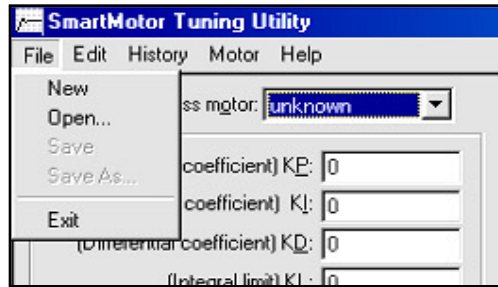 SmartMotor Tuning Utility
File Edit History Motor Help
New
Open...
Save
Save As...
Exit
ss motor: unknown
coefficient) KP: 0
coefficient) KI: 0
(Differential coefficient) KD: 0
(Integral limit) KL: 0